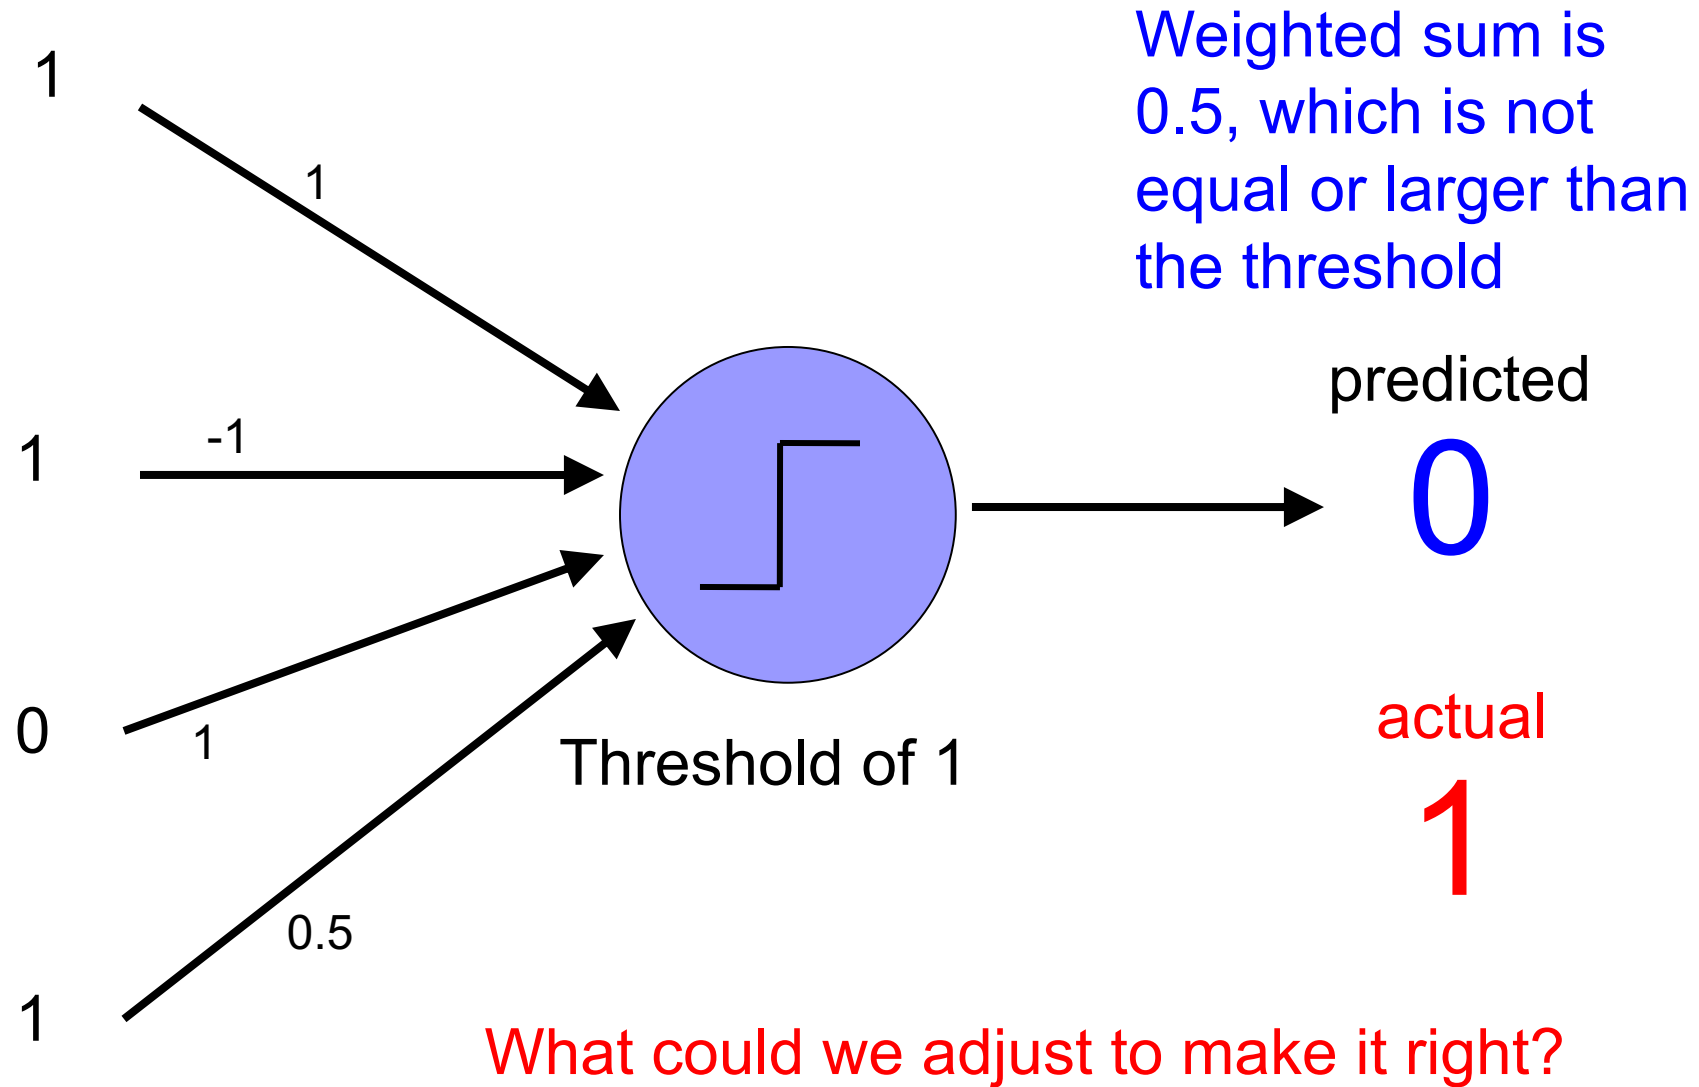 Weighted sum is
0.5, which is not
equal or larger than
the threshold
1
1
1
-1
0
1
1
0.5
Threshold of 1
predicted
0
actual
1
What could we adjust to make it right?